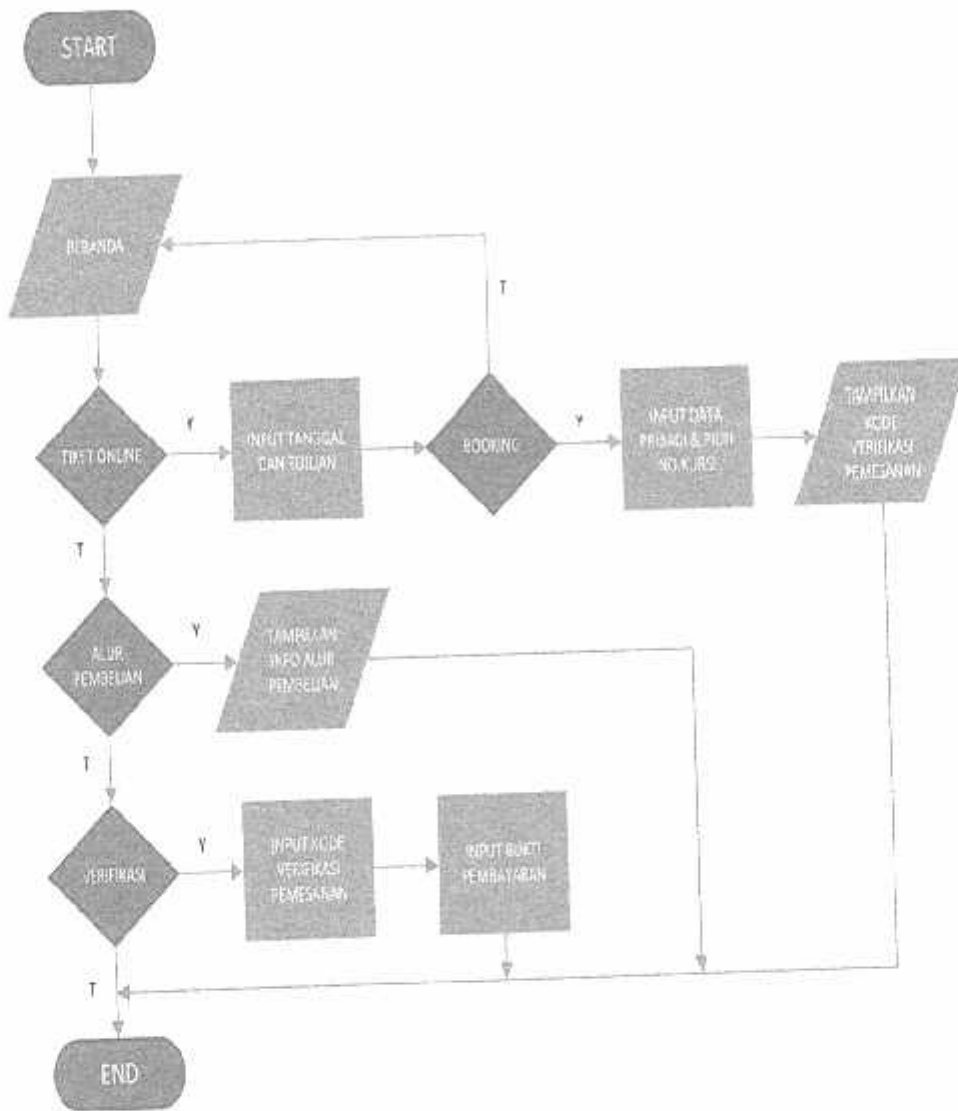 START
BERANDA
T
TIKET ONLINE
Y
INPUT TANGGAL
DAN TUJUAN
BOOKING
Y
INPUT DATA
PRIBADI & PILIH
NO.KURSI
TAMPILKAN
KODE
VERIFIKASI
PEMESANAN
T
ALUR
PEMBELIAN
Y
TAMPILKAN
INFO ALUR
PEMBELIAN
T
VERIFIKASI
Y
INPUT KODE
VERIFIKASI
PEMESANAN
INPUT BUKTI
PEMBAYARAN
T
END